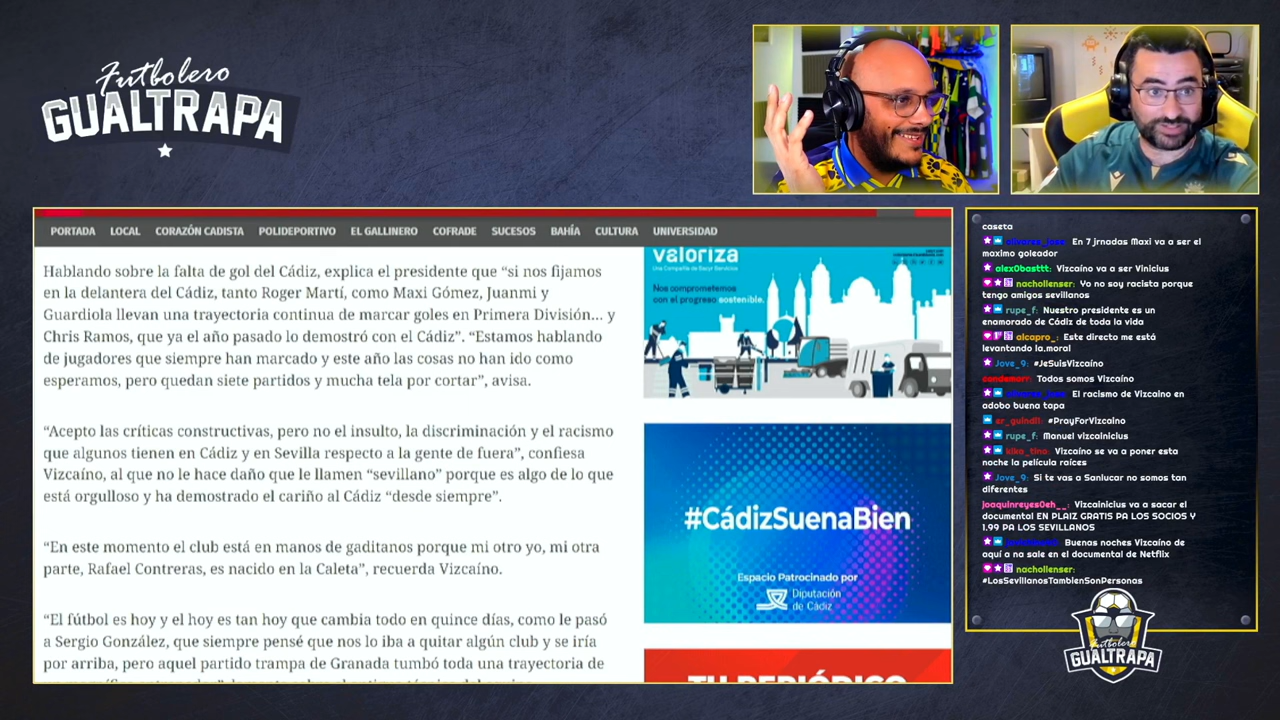 Futbolero
GUALTRAPA
PORTADA LOCAL CORAZÓN CADISTA POLIDEPORTIVO EL GALLINERO COFRADE SUCESOS BAHÍA CULTURA UNIVERSIDAD
Hablando sobre la falta de gol del Cádiz, explica el presidente que “si nos fijamos
en la delantera del Cádiz, tanto Roger Martí, como Maxi Gómez, Juanmi y
Guardiola llevan una trayectoria continua de marcar goles en Primera División... y
Chris Ramos, que ya el año pasado lo demostró con el Cádiz”. “Estamos hablando
de jugadores que siempre han marcado y este año las cosas no han ido como
esperamos, pero quedan siete partidos y mucha tela por cortar”, avisa.
“Acepto las críticas constructivas, pero no el insulto, la discriminación y el racismo
que algunos tienen en Cádiz y en Sevilla respecto a la gente de fuera”, confiesa
Vizcaíno, al que no le hace daño que le llamen “sevillano” porque es algo de lo que
está orgulloso y ha demostrado el cariño al Cádiz “desde siempre”.
“En este momento el club está en manos de gaditanos porque mi otro yo, mi otra
parte, Rafael Contreras, es nacido en la Caleta”, recuerda Vizcaíno.
“El fútbol es hoy y el hoy es tan hoy que cambia todo en quince días, como le pasó
a Sergio González, que siempre pensé que nos lo iba a quitar algún club y se iría
por arriba, pero aquel partido trampa de Granada tumbó toda una trayectoria de
valoriza
Una Compañía de Sacyr Servicios
Nos comprometemos
con el progreso sostenible.
#CádizSuenaBien
Espacio Patrocinado por
Diputación
de Cádiz
TU PERIÓDICO
caseta
olivares_jose: En 7 jrnadas Maxi va a ser el
maximo goleador
alex0basttt: Vizcaíno va a ser Vinicius
nachollenser: Yo no soy racista porque
tengo amigos sevillanos
rupe_f: Nuestro presidente es un
enamorado de Cádiz de toda la vida
alcapro_: Este directo me está
levantando la.moral
Jove_9: #JeSuisVizcaíno
Todos somos Vizcaíno
El racismo de Vizcaino en
adobo buena tapa
er_guindi1: #PrayForVizcaino
rupe_f: Manuel vizcainicius
kika_tino: Vizcaíno se va a poner esta
noche la película raíces
Jove_9: Si te vas a Sanlucar no somos tan
diferentes
jooquinreyes0eh__: Vizcainicius va a sacar el
documental EN PLAIZ GRATIS PA LOS SOCIOS Y
1.99 PA LOS SEVILLANOS
Buenas noches Vizcaíno de
aquí a na sale en el documental de Netflix
nachollenser:
#LosSevillanosTambienSonPersonas
Futbolero
GUALTRAPA